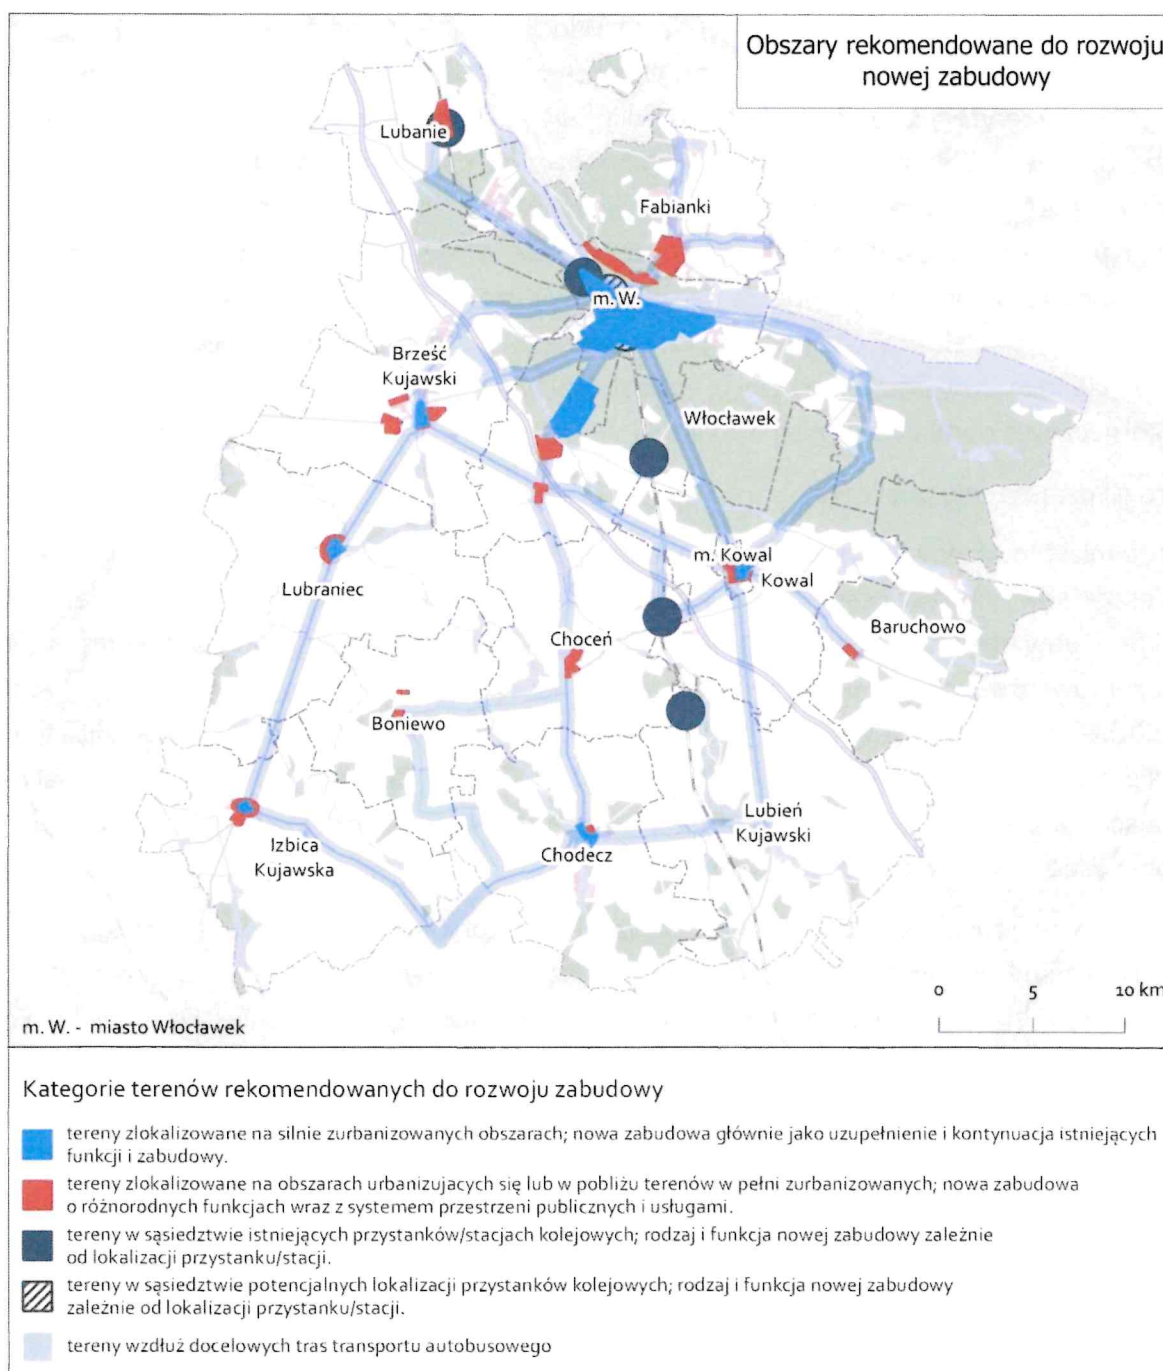 Obszary rekomendowane do rozwoju
nowej zabudowy
Lubanie
Fabianki
m. W.
Brześć
Kujawski
Włocławek
m. Kowal
Kowal
Lubraniec
Baruchowo
Choceń
Boniewo
Lubień
Kujawski
Izbica
Kujawska
Chodecz
0 5 10 km
m. W. - miasto Włocławek
Kategorie terenów rekomendowanych do rozwoju zabudowy
tereny zlokalizowane na silnie zurbanizowanych obszarach; nowa zabudowa głównie jako uzupełnienie i kontynuacja istniejących
funkcji i zabudowy.
tereny zlokalizowane na obszarach urbanizujacych się lub w pobliżu terenów w pełni zurbanizowanych; nowa zabudowa
o różnorodnych funkcjach wraz z systemem przestrzeni publicznych i usługami.
tereny w sąsiedztwie istniejących przystanków/stacjach kolejowych; rodzaj i funkcja nowej zabudowy zależnie
od lokalizacji przystanku/stacji.
tereny w sąsiedztwie potencjalnych lokalizacji przystanków kolejowych; rodzaj i funkcja nowej zabudowy
zależnie od lokalizacji przystanku/stacji.
tereny wzdłuż docelowych tras transportu autobusowego